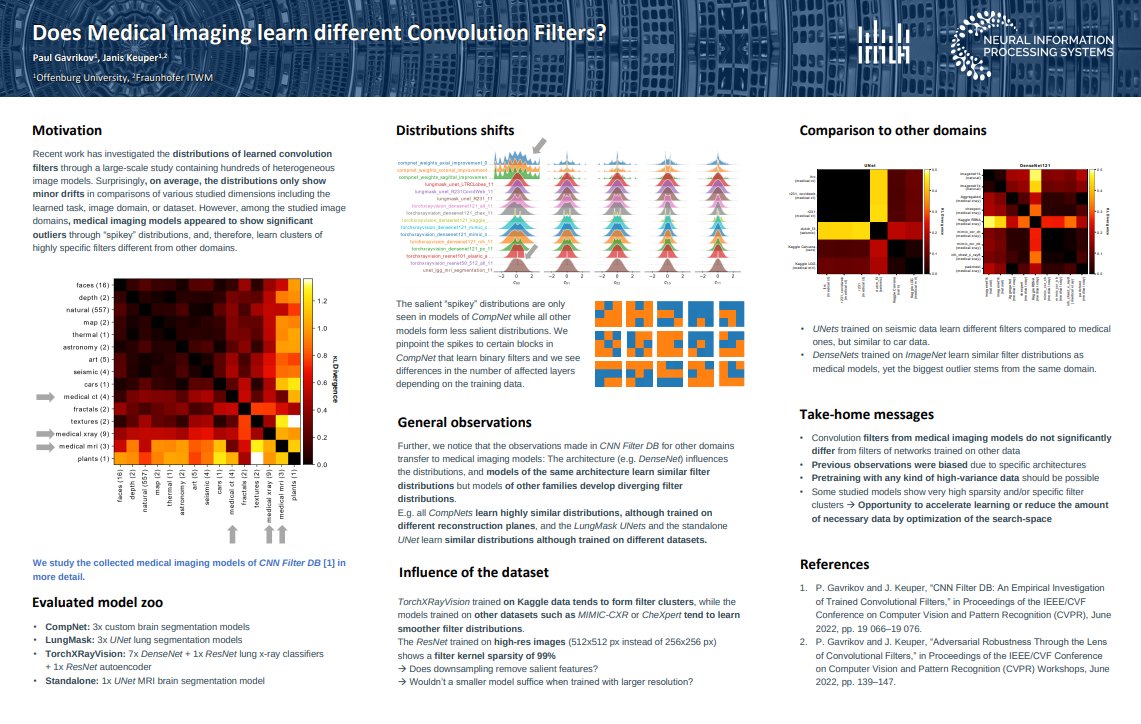 Does Medical Imaging learn different Convolution Filters?
Paul Gavrikov¹, Janis Keuper¹,²
¹Offenburg University, ²Fraunhofer ITWM
NEURAL INFORMATION
PROCESSING SYSTEMS
Motivation
Recent work has investigated the distributions of learned convolution
filters through a large-scale study containing hundreds of heterogeneous
image models. Surprisingly, on average, the distributions only show
minor drifts in comparisons of various studied dimensions including the
learned task, image domain, or dataset. However, among the studied image
domains, medical imaging models appeared to show significant
outliers through "spikey" distributions, and, therefore, learn clusters of
highly specific filters different from other domains.
faces (16)
depth (2)
natural (557)
map (2)
thermal (1)
astronomy (2)
art (5)
seismic (4)
cars (1)
medical ct (4)
fractals (2)
textures (2)
medical xray (9)
medical mri (3)
plants (1)
faces (16)
depth (2)
natural (557)
map (2)
thermal (1)
astronomy (2)
art (5)
seismic (4)
cars (1)
medical ct (4)
fractals (2)
textures (2)
medical xray (9)
medical mri (3)
plants (1)
1.2
1.0
0.8
0.6
0.4
0.2
0.0
KL Divergence
We study the collected medical imaging models of CNN Filter DB [1] in
more detail.
Evaluated model zoo
• CompNet: 3x custom brain segmentation models
• LungMask: 3x UNet lung segmentation models
• TorchXRayVision: 7x DenseNet + 1x ResNet lung x-ray classifiers
+ 1x ResNet autoencoder
• Standalone: 1x UNet MRI brain segmentation model
Distributions shifts
compnet_weights_axial_improvement_0
compnet_weights_coronal_improvement
compnet_weights_sagittal_improvemen
lungmask_unet_LTRCLobes_11
lungmask_unet_R231CovidWeb_11
lungmask_unet_R231_11
torchxrayvision_densenet121_all_11
torchxrayvision_densenet121_chex_11
torchxrayvision_densenet121_kaggle_
torchxrayvision_densenet121_mimic_c
torchxrayvision_densenet121_mimic_n
torchxrayvision_densenet121_nih_11
torchxrayvision_densenet121_pc_11
torchxrayvision_resnet101_elastic_a
torchxrayvision_resnet50_512_all_11
unet_lgg_mri_segmentation_11
The salient "spikey" distributions are only
seen in models of CompNet while all other
models form less salient distributions. We
pinpoint the spikes to certain blocks in
CompNet that learn binary filters and we see
differences in the number of affected layers
depending on the training data.
General observations
Further, we notice that the observations made in CNN Filter DB for other domains
transfer to medical imaging models: The architecture (e.g. DenseNet) influences
the distributions, and models of the same architecture learn similar filter
distributions but models of other families develop diverging filter
distributions.
E.g. all CompNets learn highly similar distributions, although trained on
different reconstruction planes, and the LungMask UNets and the standalone
UNet learn similar distributions although trained on different datasets.
Influence of the dataset
TorchXRayVision trained on Kaggle data tends to form filter clusters, while the
models trained on other datasets such as MIMIC-CXR or CheXpert tend to learn
smoother filter distributions.
The ResNet trained on high-res images (512x512 px instead of 256x256 px)
shows a filter kernel sparsity of 99%
→ Does downsampling remove salient features?
→ Wouldn't a smaller model suffice when trained with larger resolution?
Comparison to other domains
UNet
DenseNet121
• UNets trained on seismic data learn different filters compared to medical
ones, but similar to car data.
• DenseNets trained on ImageNet learn similar filter distributions as
medical models, yet the biggest outlier stems from the same domain.
Take-home messages
• Convolution filters from medical imaging models do not significantly
differ from filters of networks trained on other data
• Previous observations were biased due to specific architectures
• Pretraining with any kind of high-variance data should be possible
• Some studied models show very high sparsity and/or specific filter
clusters → Opportunity to accelerate learning or reduce the amount
of necessary data by optimization of the search-space
References
1. P. Gavrikov and J. Keuper, "CNN Filter DB: An Empirical Investigation
of Trained Convolutional Filters," in Proceedings of the IEEE/CVF
Conference on Computer Vision and Pattern Recognition (CVPR), June
2022, pp. 19 066–19 076.
2. P. Gavrikov and J. Keuper, "Adversarial Robustness Through the Lens
of Convolutional Filters," in Proceedings of the IEEE/CVF Conference
on Computer Vision and Pattern Recognition (CVPR) Workshops, June
2022, pp. 139–147.